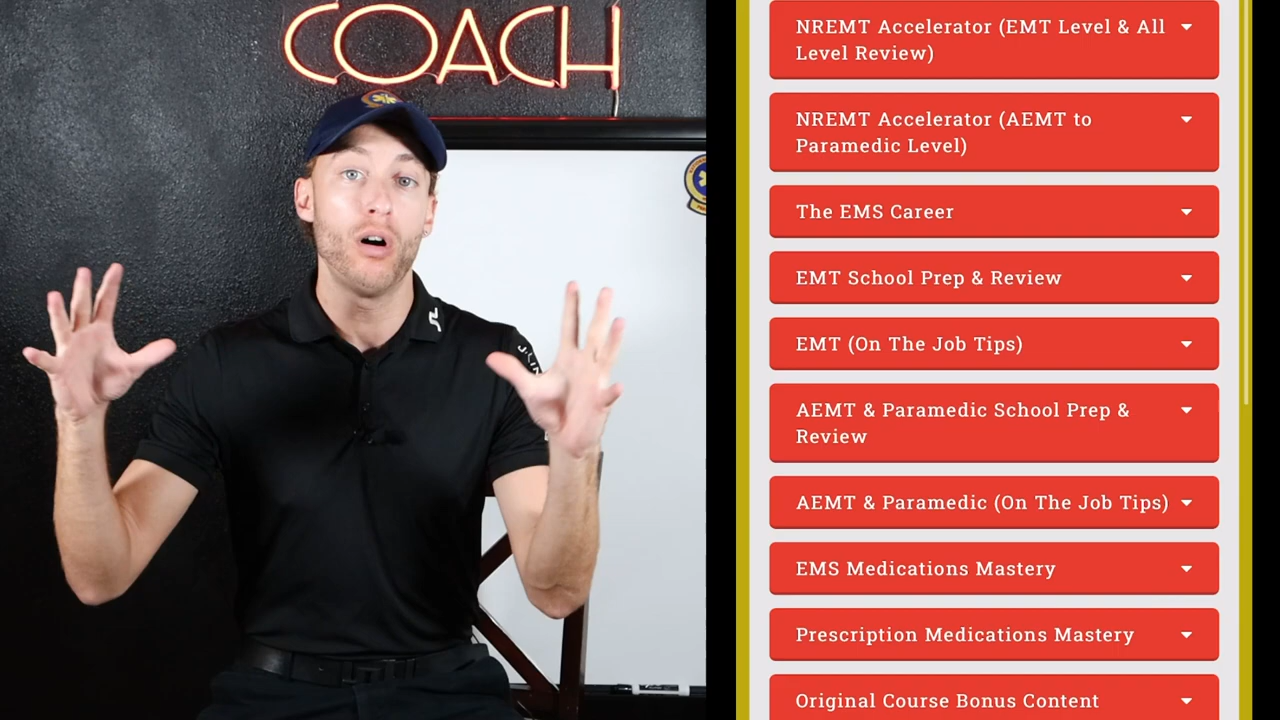 COACH
NREMT Accelerator (EMT Level & All
Level Review)
NREMT Accelerator (AEMT to
Paramedic Level)
The EMS Career
EMT School Prep & Review
EMT (On The Job Tips)
AEMT & Paramedic School Prep &
Review
AEMT & Paramedic (On The Job Tips)
EMS Medications Mastery
Prescription Medications Mastery
Original Course Bonus Content